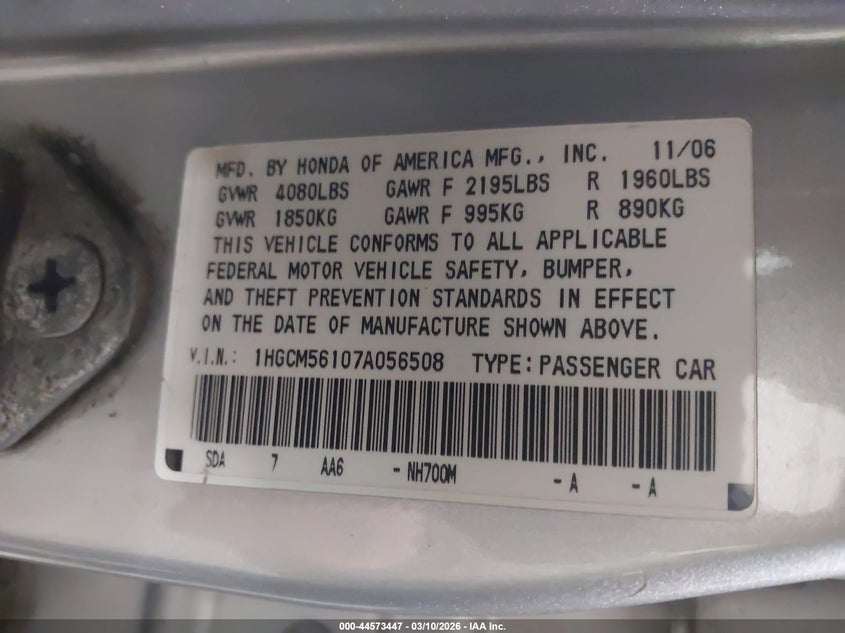 MFD. BY HONDA OF AMERICA MFG., INC. 11/06
GVWR 4080LBS GAWR F 2195LBS R 1960LBS
GVWR 1850KG GAWR F 995KG R 890KG
THIS VEHICLE CONFORMS TO ALL APPLICABLE
FEDERAL MOTOR VEHICLE SAFETY, BUMPER,
AND THEFT PREVENTION STANDARDS IN EFFECT
ON THE DATE OF MANUFACTURE SHOWN ABOVE.
V.I.N.: 1HGCM56107A056508 TYPE: PASSENGER CAR
SDA 7 AA6 - NH700M - A - A
000-44573447 - 03/10/2026 - IAA Inc.